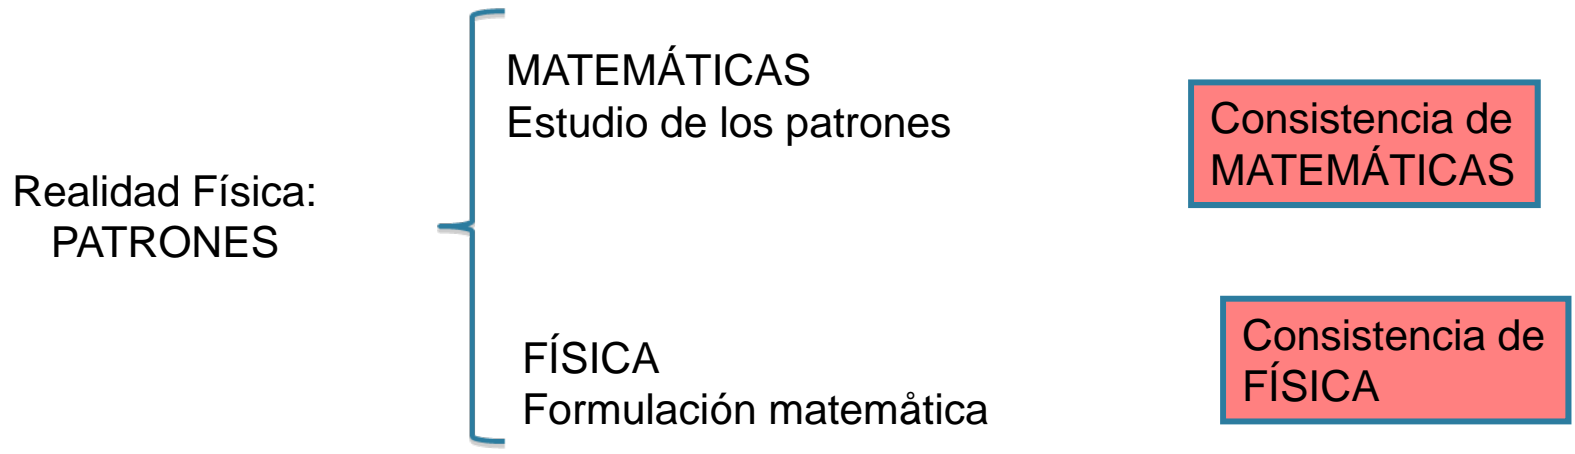 Realidad Física:
PATRONES
MATEMÁTICAS
Estudio de los patrones
Consistencia de
MATEMÁTICAS
FÍSICA
Formulación matemåtica
Consistencia de
FÍSICA